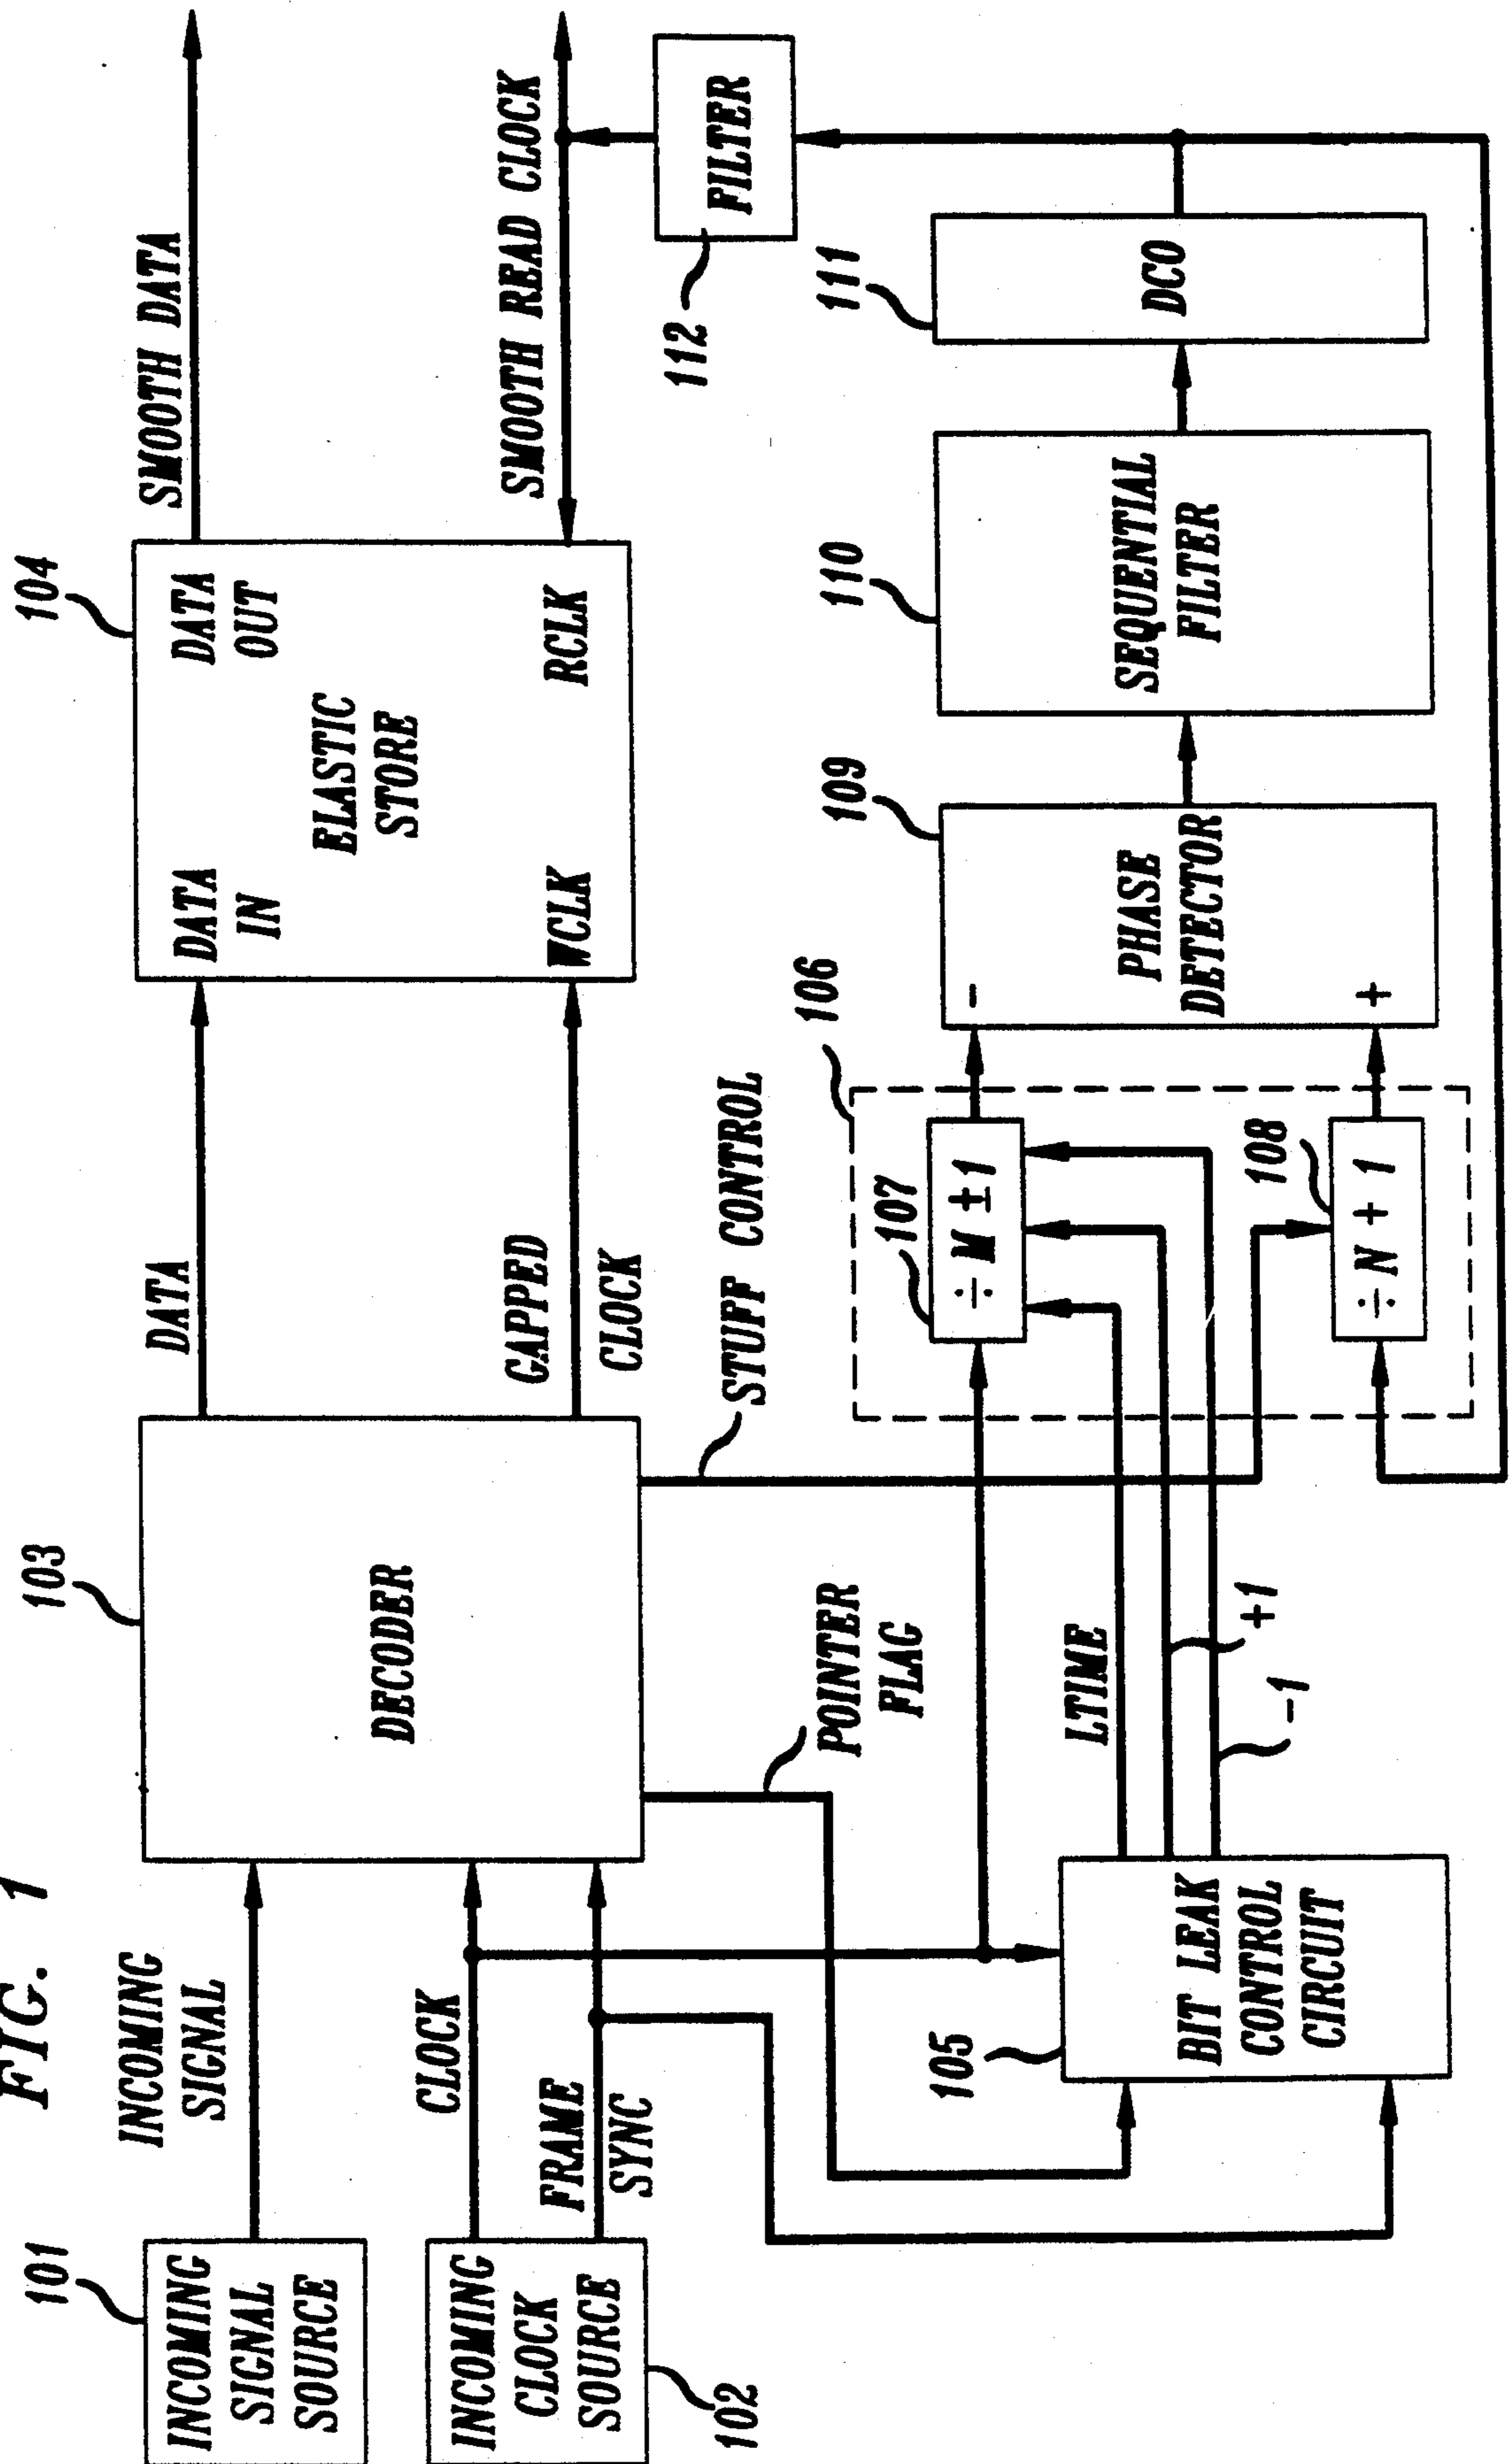 FIG. 1
101
INCOMING
SIGNAL
SOURCE
INCOMING
SIGNAL
INCOMING
CLOCK
SOURCE
102
CLOCK
FRAME
SYNC
103
DECODER
DATA
GAPPED
CLOCK
104
DATA
IN
DATA
OUT
ELASTIC
STORE
WCLK
RCLK
SMOOTH DATA
SMOOTH READ CLOCK
POINTER
FLAG
STUFF CONTROL
105
BIT LEAK
CONTROL
CIRCUIT
LTIME
+1
-1
106
107
÷ M ±1
108
÷ N + 1
109
-
PHASE
DETECTOR
+
110
SEQUENTIAL
FILTER
111
DCO
112
FILTER